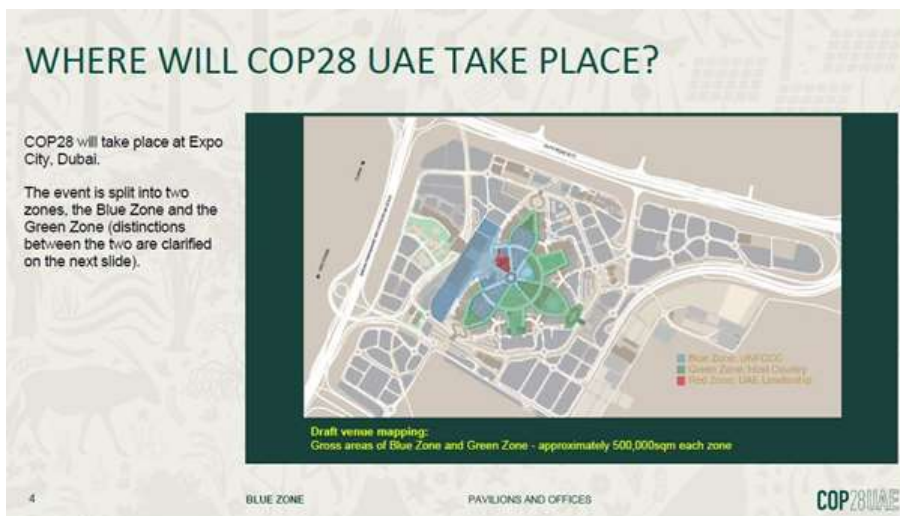 WHERE WILL COP28 UAE TAKE PLACE?
COP28 will take place at Expo
City, Dubai.
The event is split into two
zones, the Blue Zone and the
Green Zone (distinctions
between the two are clarified
on the next slide).
Blue Zone: UNFCCC
Green Zone: Host Country
Red Zone: UAE Leadership
Draft venue mapping:
Gross areas of Blue Zone and Green Zone - approximately 500,000sqm each zone
4
BLUE ZONE
PAVILIONS AND OFFICES
COP28UAE